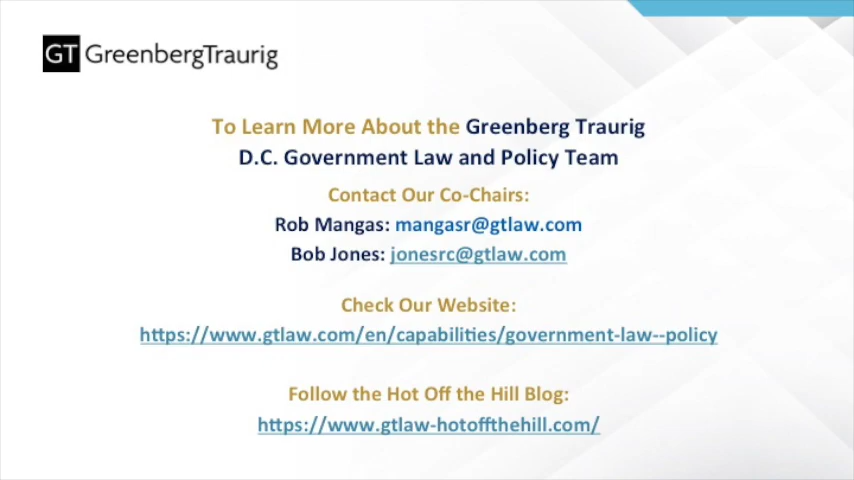 GT GreenbergTraurig
To Learn More About the Greenberg Traurig
D.C. Government Law and Policy Team
Contact Our Co-Chairs:
Rob Mangas: mangasr@gtlaw.com
Bob Jones: jonesrc@gtlaw.com
Check Our Website:
https://www.gtlaw.com/en/capabilities/government-law--policy
Follow the Hot Off the Hill Blog:
https://www.gtlaw-hotoffthehill.com/